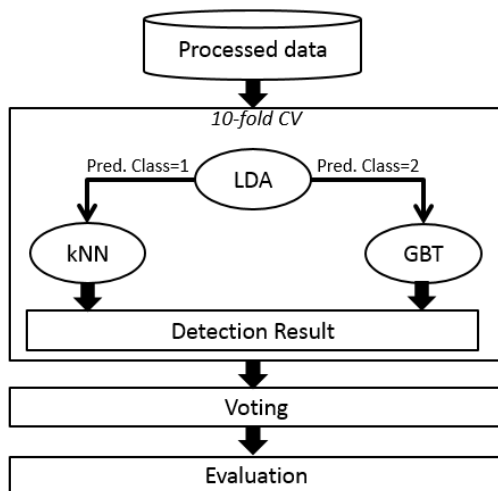 Processed data
10-fold CV
Pred. Class=1
LDA
Pred. Class=2
kNN
GBT
Detection Result
Voting
Evaluation